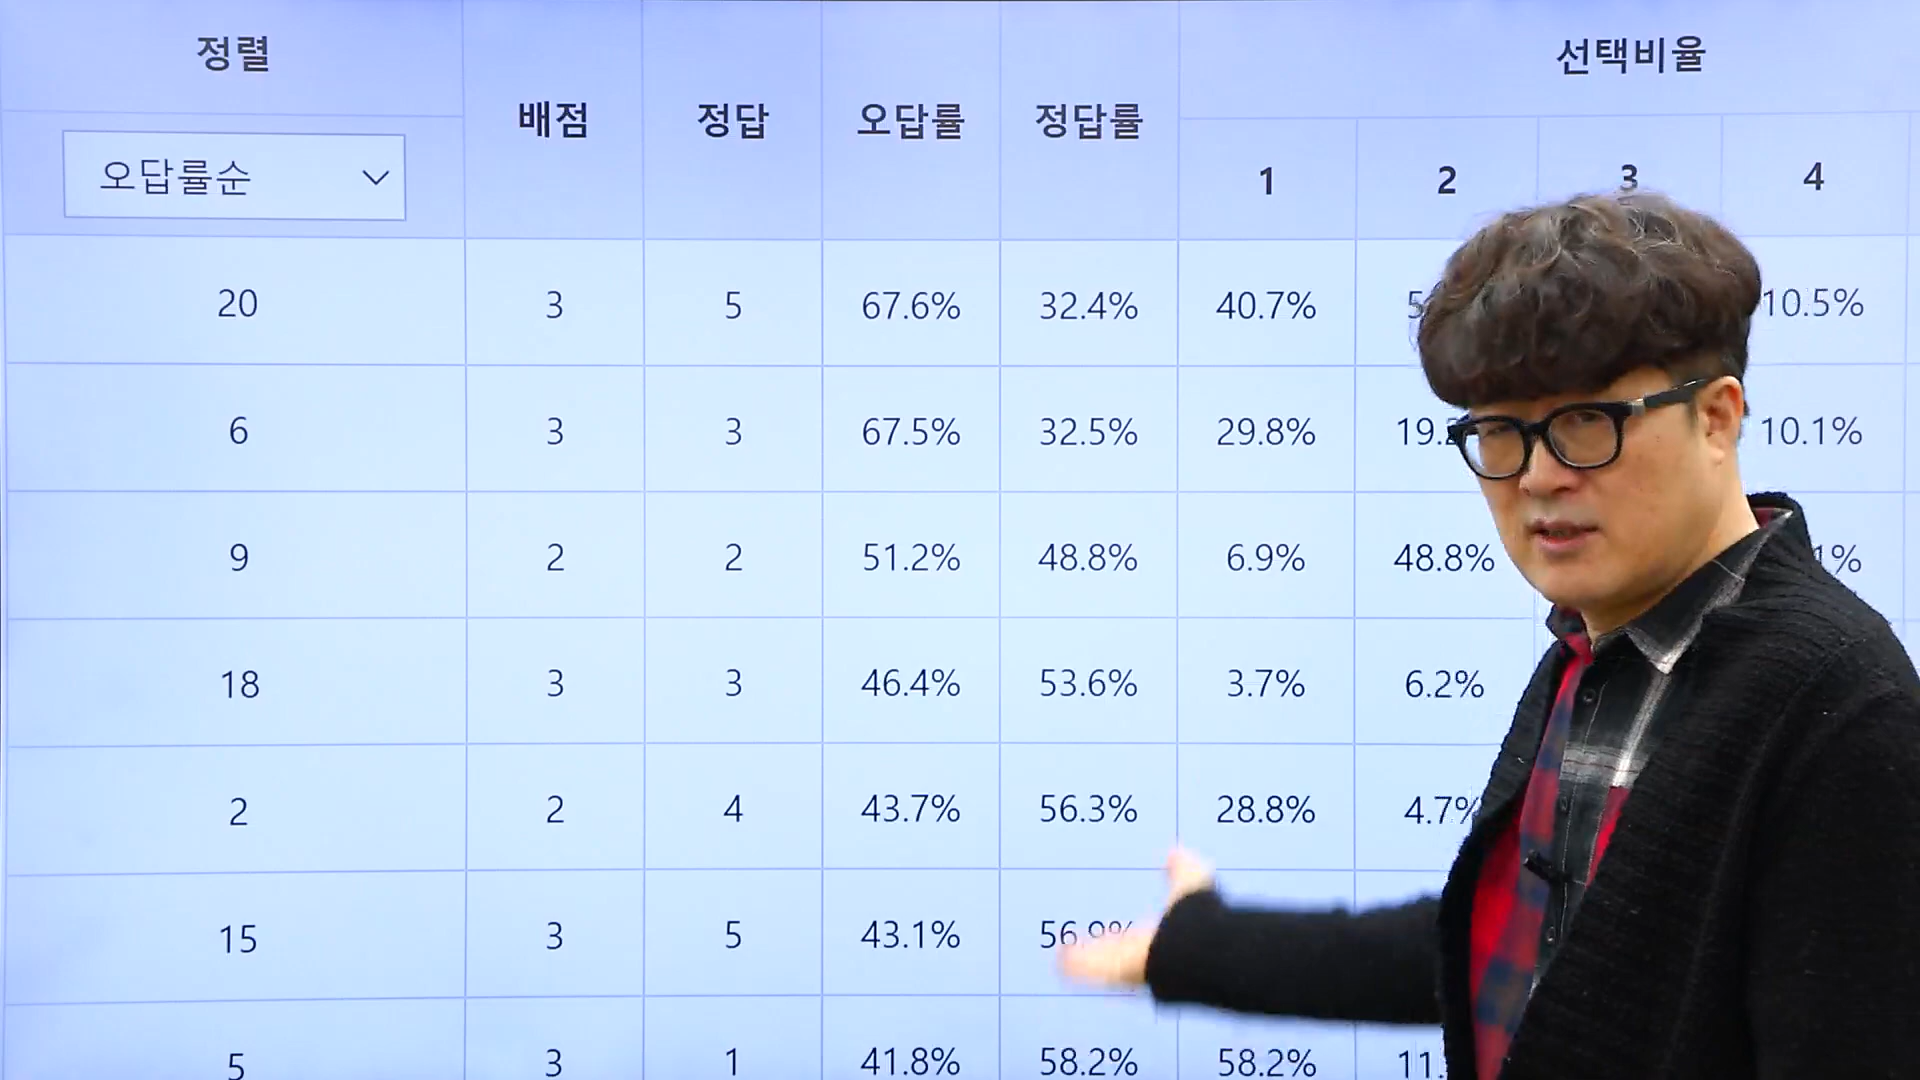 정렬 배점 정답 오답률 정답률 선택비율
오답률순 1 2 3 4
20 3 5 67.6% 32.4% 40.7% 10.5%
6 3 3 67.5% 32.5% 29.8% 10.1%
9 2 2 51.2% 48.8% 6.9% 48.8%
18 3 3 46.4% 53.6% 3.7% 6.2%
2 2 4 43.7% 56.3% 28.8% 4.7%
15 3 5 43.1% 56.9%
5 3 1 41.8% 58.2% 58.2%